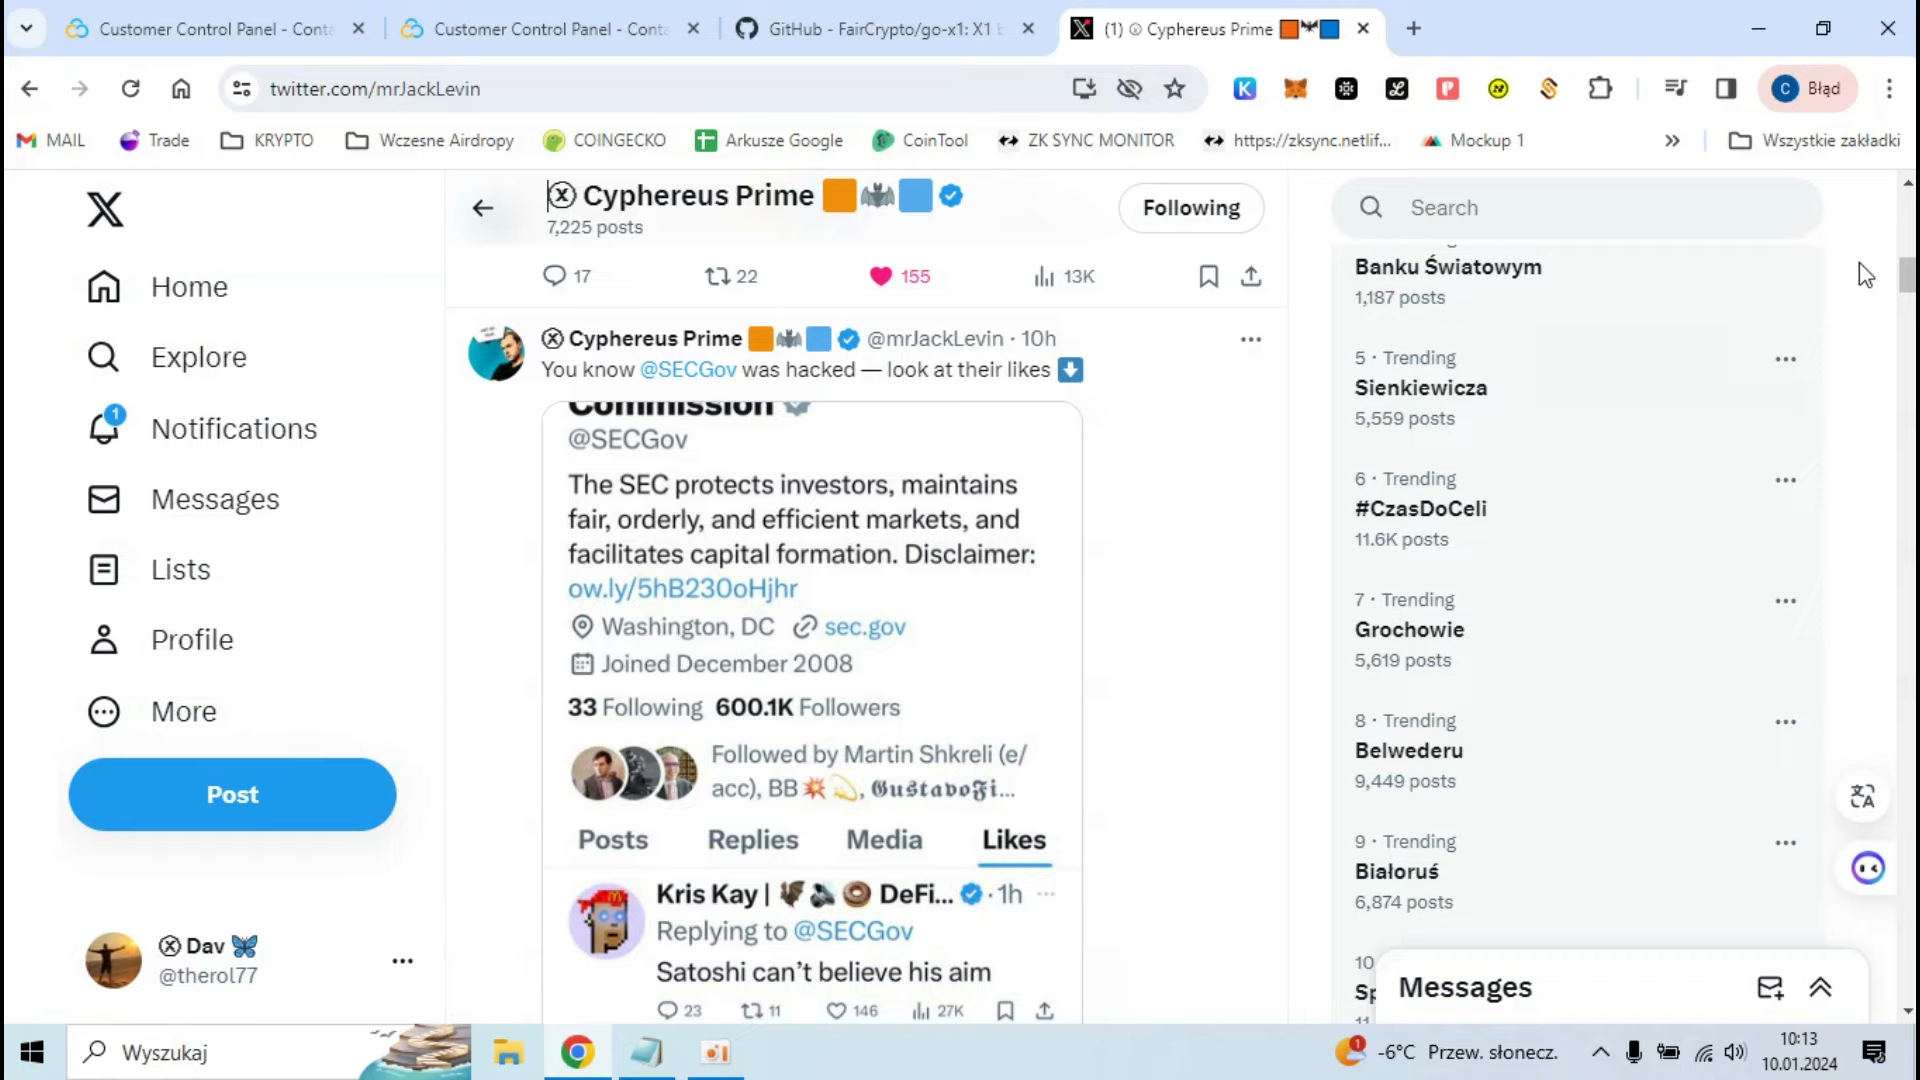 Customer Control Panel - Conta
Customer Control Panel - Conta
GitHub - FairCrypto/go-x1: X1 b
(1) ⓧ Cyphereus Prime 🟧🦇🟦
twitter.com/mrJackLevin
C Błąd
MAIL
Trade
KRYPTO
Wczesne Airdropy
COINGECKO
Arkusze Google
CoinTool
ZK SYNC MONITOR
https://zksync.netlif...
Mockup 1
Wszystkie zakładki
Home
Explore
1
Notifications
Messages
Lists
Profile
More
Post
ⓧ Dav 🦋
@therol77
ⓧ Cyphereus Prime 🟧🦇🟦
7,225 posts
Following
17 22 155 13K
ⓧ Cyphereus Prime 🟧🦇🟦 @mrJackLevin · 10h
You know @SECGov was hacked — look at their likes ⬇️
Commission
@SECGov
The SEC protects investors, maintains
fair, orderly, and efficient markets, and
facilitates capital formation. Disclaimer:
ow.ly/5hB230oHjhr
Washington, DC sec.gov
Joined December 2008
33 Following 600.1K Followers
Followed by Martin Shkreli (e/
acc), BB💥💫, 𝕲𝖚𝖘𝖙𝖆𝖛𝖔𝕱𝖎...
Posts Replies Media Likes
Kris Kay | 🦇🔊🍩 DeFi... · 1h
Replying to @SECGov
Satoshi can't believe his aim
23 11 146 27K
Search
Banku Światowym
1,187 posts
5 · Trending
Sienkiewicza
5,559 posts
6 · Trending
#CzasDoCeli
11.6K posts
7 · Trending
Grochowie
5,619 posts
8 · Trending
Belwederu
9,449 posts
9 · Trending
Białoruś
6,874 posts
10
Sp
Messages
Wyszukaj
1
-6°C Przew. słonecz.
10:13
10.01.2024